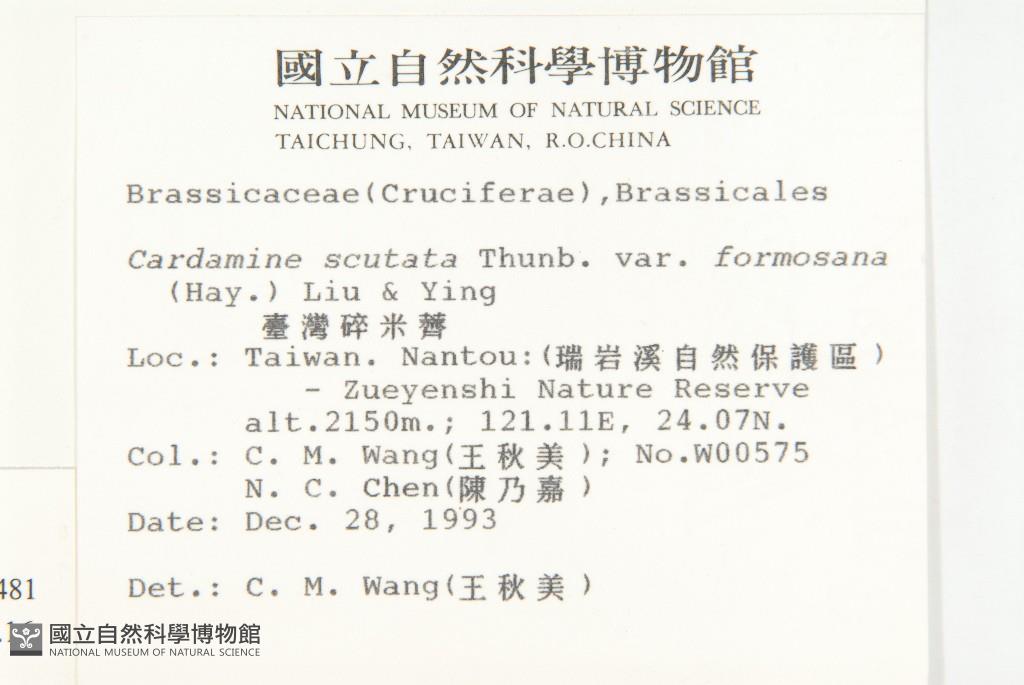 國立自然科學博物館
NATIONAL MUSEUM OF NATURAL SCIENCE
TAICHUNG, TAIWAN, R.O.CHINA
Brassicaceae(Cruciferae),Brassicales
Cardamine scutata Thunb. var. formosana
(Hay.) Liu & Ying
臺灣碎米薺
Loc.: Taiwan. Nantou:(瑞岩溪自然保護區)
- Zueyenshi Nature Reserve
alt.2150m.; 121.11E, 24.07N.
Col.: C. M. Wang(王秋美); No.W00575
N. C. Chen(陳乃嘉)
Date: Dec. 28, 1993
Det.: C. M. Wang(王秋美)
481
國立自然科學博物館
NATIONAL MUSEUM OF NATURAL SCIENCE